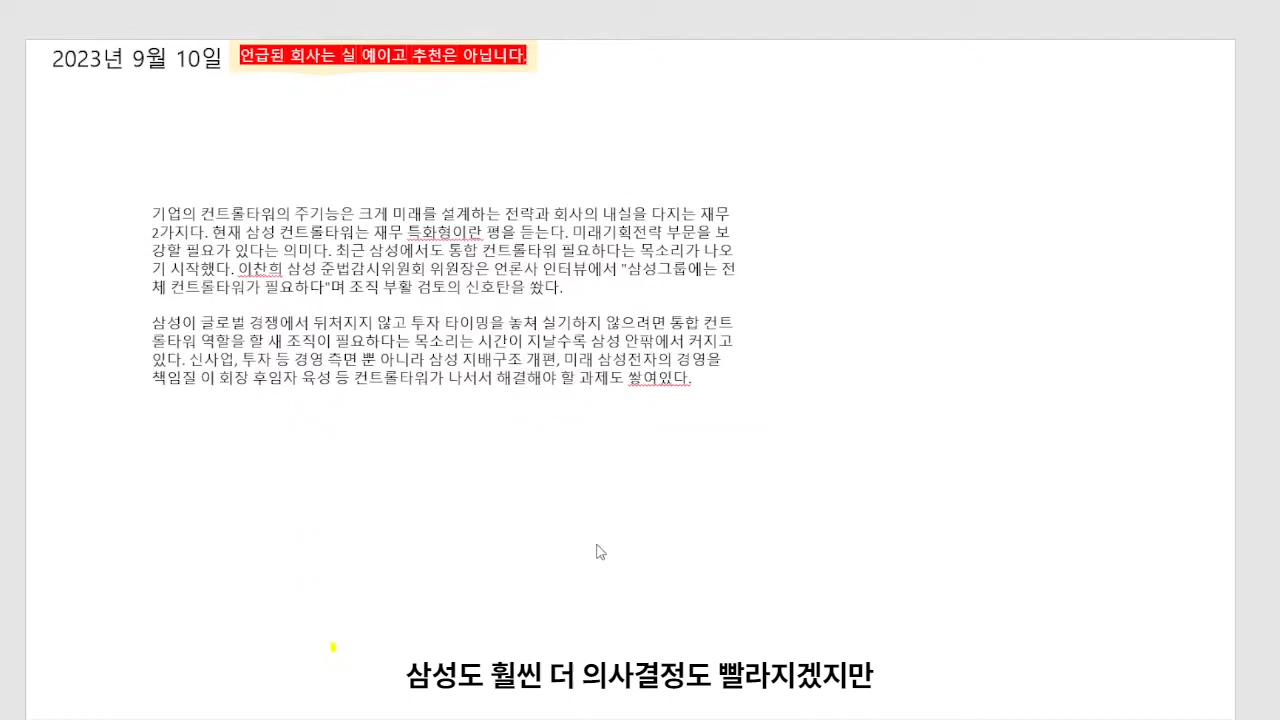 2023년 9월 10일
언급된 회사는 실 예이고 추천은 아닙니다.
기업의 컨트롤타워의 주기능은 크게 미래를 설계하는 전략과 회사의 내실을 다지는 재무
2가지다. 현재 삼성 컨트롤타워는 재무 특화형이란 평을 듣는다. 미래기획전략 부문을 보
강할 필요가 있다는 의미다. 최근 삼성에서도 통합 컨트롤타워 필요하다는 목소리가 나오
기 시작했다. 이찬희 삼성 준법감시위원회 위원장은 언론사 인터뷰에서 "삼성그룹에는 전
체 컨트롤타워가 필요하다"며 조직 부활 검토의 신호탄을 쐈다.
삼성이 글로벌 경쟁에서 뒤처지지 않고 투자 타이밍을 놓쳐 실기하지 않으려면 통합 컨트
롤타워 역할을 할 새 조직이 필요하다는 목소리는 시간이 지날수록 삼성 안팎에서 커지고
있다. 신사업, 투자 등 경영 측면 뿐 아니라 삼성 지배구조 개편, 미래 삼성전자의 경영을
책임질 이 회장 후임자 육성 등 컨트롤타워가 나서서 해결해야 할 과제도 쌓여있다.
삼성도 훨씬 더 의사결정도 빨라지겠지만